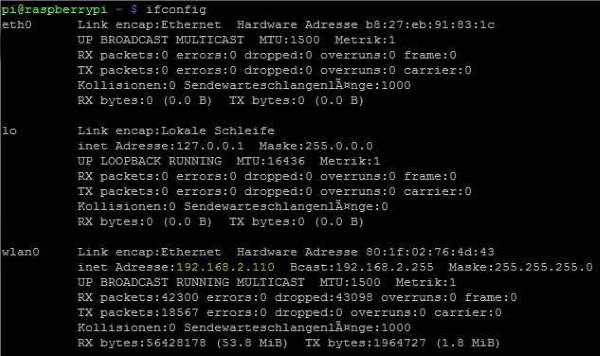 pi@raspberrypi ~ $ ifconfig
eth0 Link encap:Ethernet Hardware Adresse b8:27:eb:91:83:1c
UP BROADCAST MULTICAST MTU:1500 Metrik:1
RX packets:0 errors:0 dropped:0 overruns:0 frame:0
TX packets:0 errors:0 dropped:0 overruns:0 carrier:0
Kollisionen:0 SendewarteschlangenlÃ¤nge:1000
RX bytes:0 (0.0 B) TX bytes:0 (0.0 B)
lo Link encap:Lokale Schleife
inet Adresse:127.0.0.1 Maske:255.0.0.0
UP LOOPBACK RUNNING MTU:16436 Metrik:1
RX packets:0 errors:0 dropped:0 overruns:0 frame:0
TX packets:0 errors:0 dropped:0 overruns:0 carrier:0
Kollisionen:0 SendewarteschlangenlÃ¤nge:0
RX bytes:0 (0.0 B) TX bytes:0 (0.0 B)
wlan0 Link encap:Ethernet Hardware Adresse 80:1f:02:76:4d:43
inet Adresse:192.168.2.110 Bcast:192.168.2.255 Maske:255.255.255.0
UP BROADCAST RUNNING MULTICAST MTU:1500 Metrik:1
RX packets:42300 errors:0 dropped:43098 overruns:0 frame:0
TX packets:18567 errors:0 dropped:0 overruns:0 carrier:0
Kollisionen:0 SendewarteschlangenlÃ¤nge:1000
RX bytes:56428178 (53.8 MiB) TX bytes:1964727 (1.8 MiB)